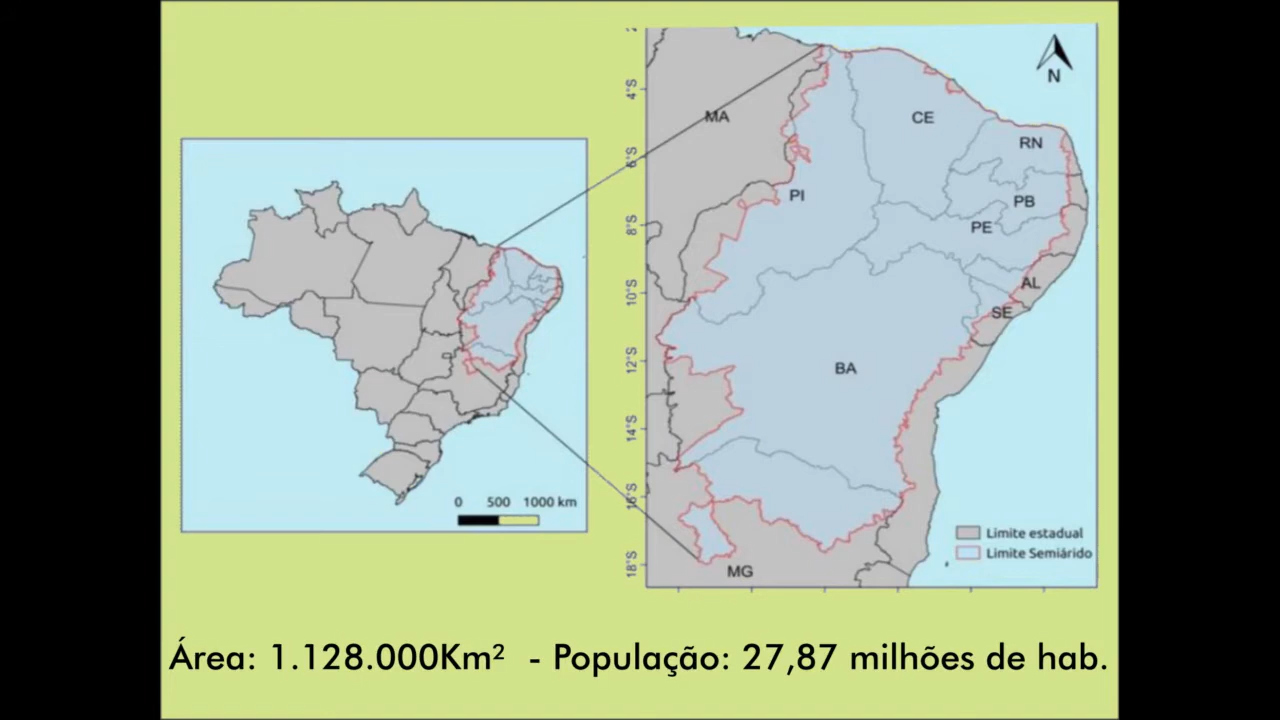 2
4°S
6°S
8°S
10°S
12°S
14°S
16°S
18°S
N
MA
CE
RN
PI
PB
PE
AL
SE
BA
MG
0 500 1000 km
Limite estadual
Limite Semiárido
Área: 1.128.000Km² - População: 27,87 milhões de hab.